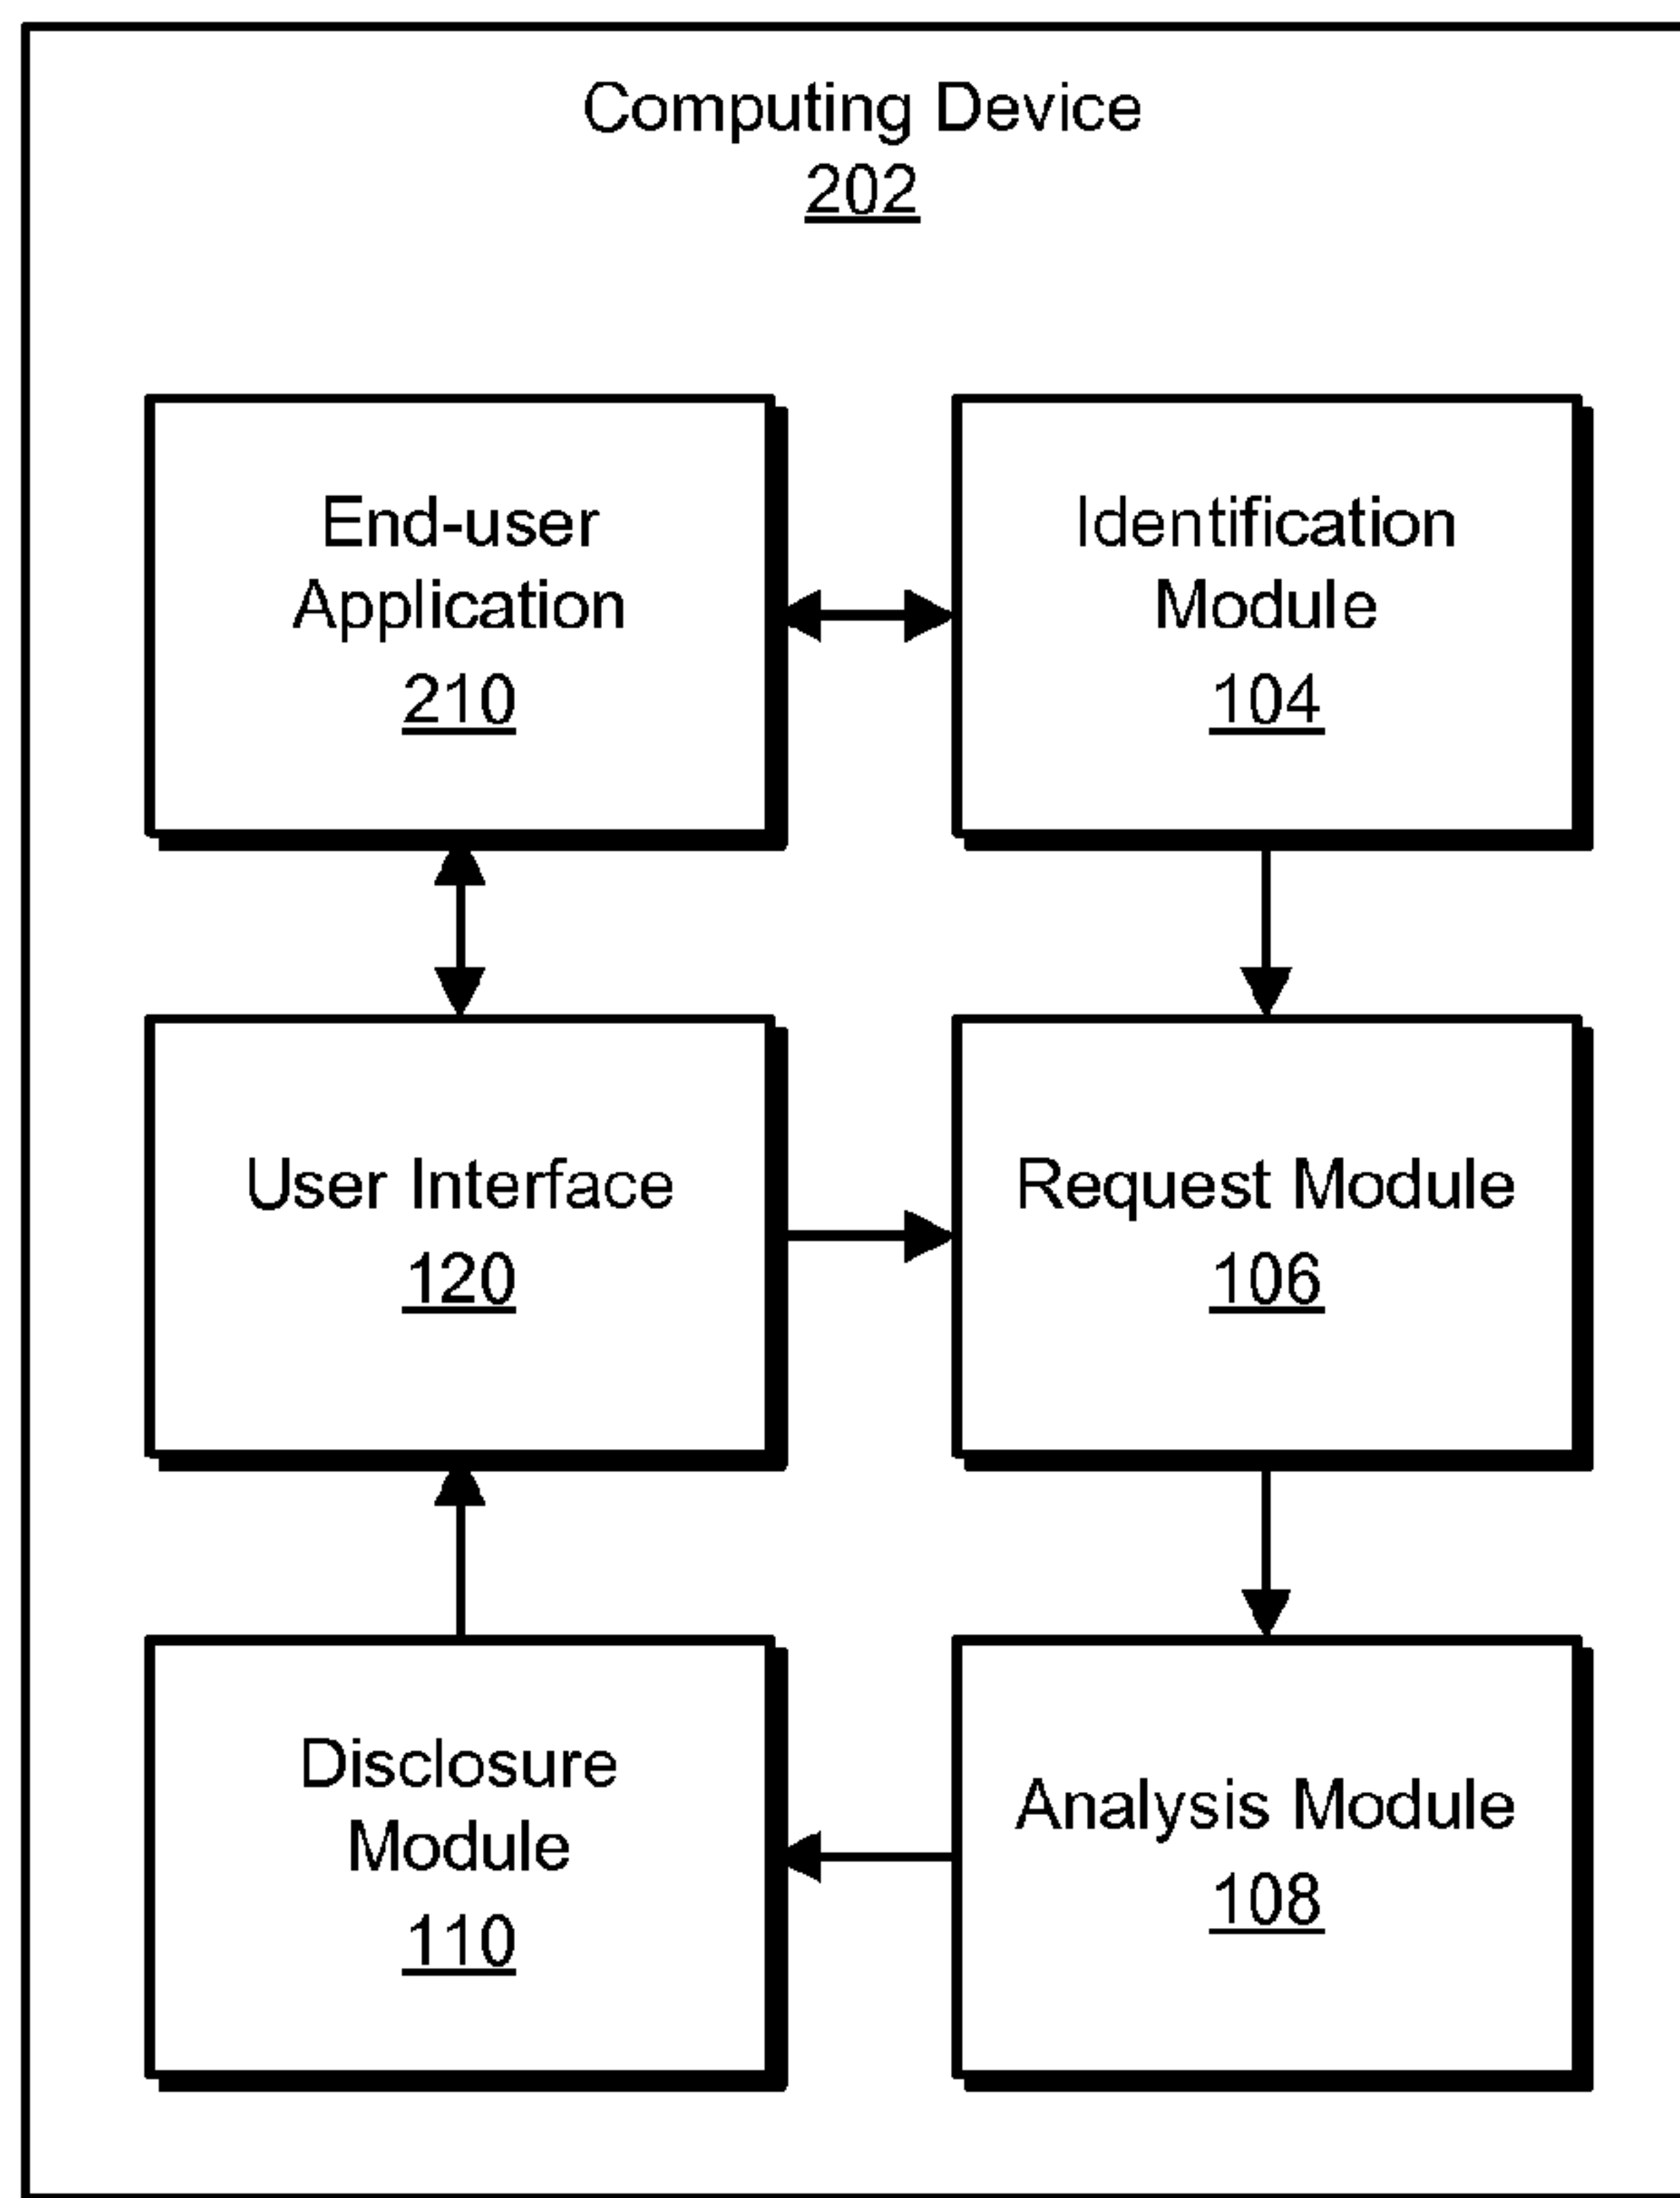 Computing Device
202
End-user
Application
210
Identification
Module
104
User Interface
120
Request Module
106
Disclosure
Module
110
Analysis Module
108